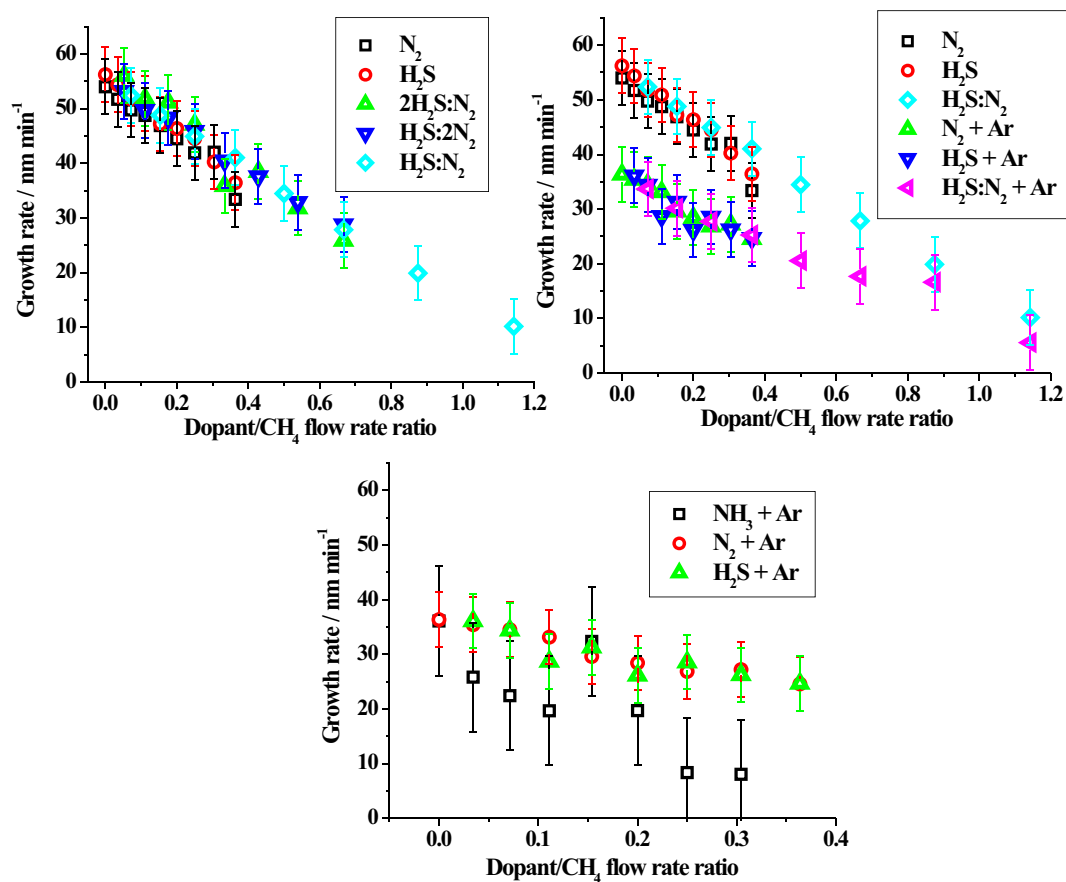 60
50
40
30
20
10
0
Growth rate / nm min⁻¹
N₂
H₂S
2H₂S:N₂
H₂S:2N₂
H₂S:N₂
0.0 0.2 0.4 0.6 0.8 1.0 1.2
Dopant/CH₄ flow rate ratio
60
50
40
30
20
10
0
Growth rate / nm min⁻¹
N₂
H₂S
H₂S:N₂
N₂ + Ar
H₂S + Ar
H₂S:N₂ + Ar
0.0 0.2 0.4 0.6 0.8 1.0 1.2
Dopant/CH₄ flow rate ratio
60
50
40
30
20
10
0
Growth rate / nm min⁻¹
NH₃ + Ar
N₂ + Ar
H₂S + Ar
0.0 0.1 0.2 0.3 0.4
Dopant/CH₄ flow rate ratio